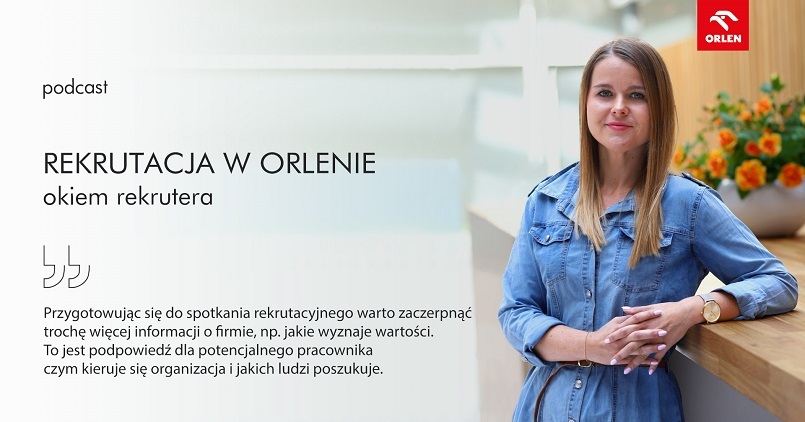 ORLEN
podcast
REKRUTACJA W ORLENIE
okiem rekrutera
Przygotowując się do spotkania rekrutacyjnego warto zaczerpnąć
trochę więcej informacji o firmie, np. jakie wyznaje wartości.
To jest podpowiedź dla potencjalnego pracownika
czym kieruje się organizacja i jakich ludzi poszukuje.